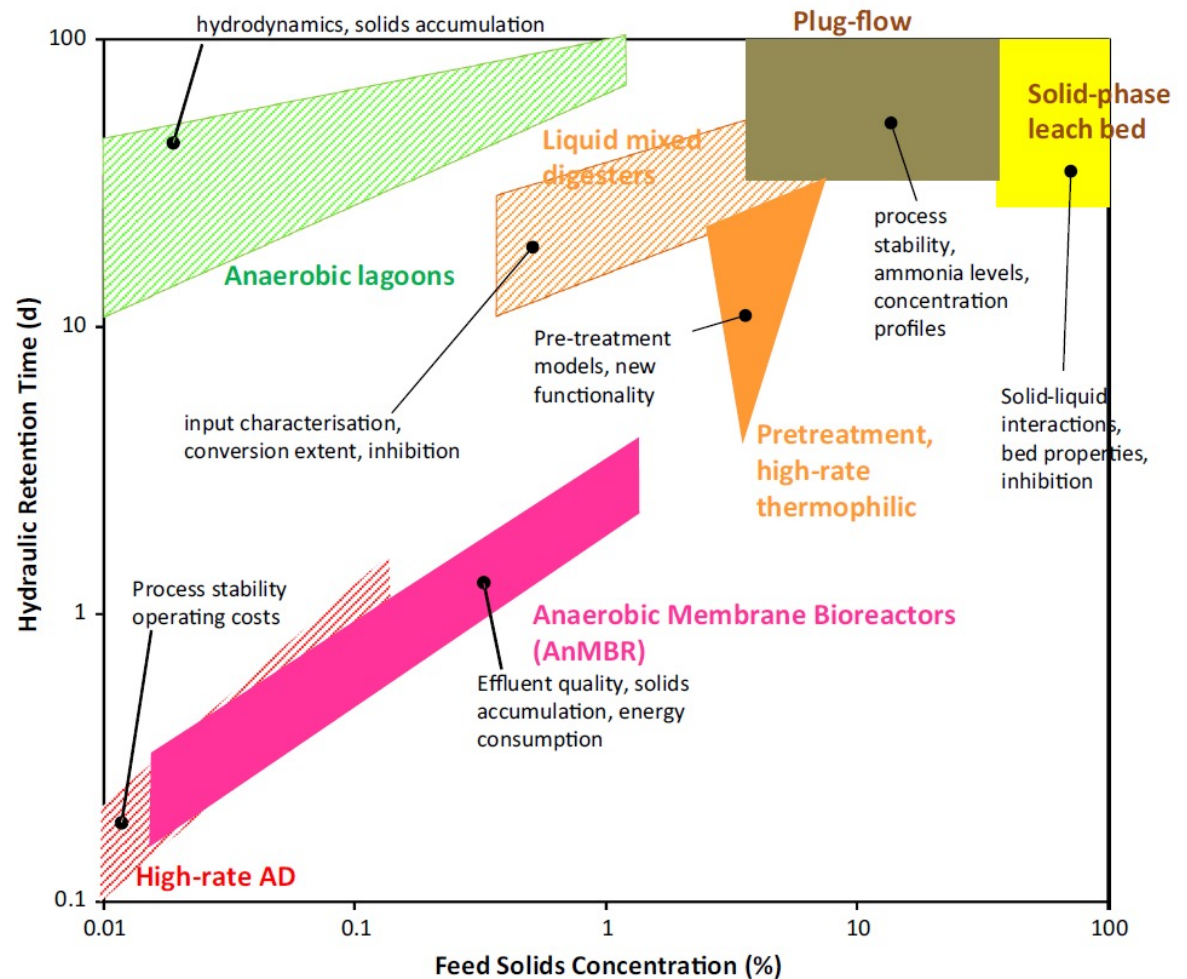 Plug-flow
hydrodynamics, solids accumulation
100
Solid-phase
leach bed
Liquid mixed
digesters
Anaerobic lagoons
process
stability,
ammonia levels,
concentration
profiles
10
Pre-treatment
models, new
functionality
input characterisation,
conversion extent, inhibition
Solid-liquid
interactions,
bed properties,
inhibition
Pretreatment,
high-rate
thermophilic
Hydraulic Retention Time (d)
Process stability
operating costs
1
Anaerobic Membrane Bioreactors
(AnMBR)
Effluent quality, solids
accumulation, energy
consumption
High-rate AD
0.1
0.01
0.1
1
10
100
Feed Solids Concentration (%)